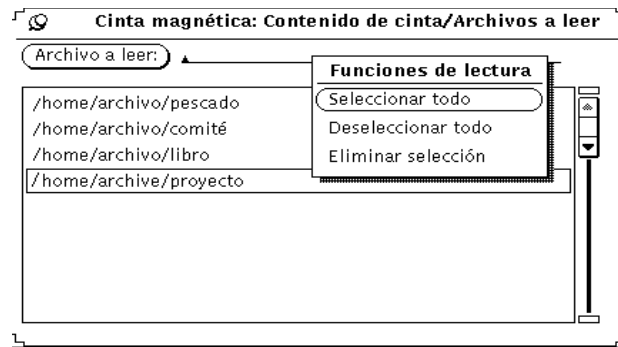 Cinta magnética: Contenido de cinta/Archivos a leer
Archivo a leer:
Funciones de lectura
Seleccionar todo
Deseleccionar todo
Eliminar selección
/home/archivo/pescado
/home/archivo/comité
/home/archivo/libro
/home/archive/proyecto